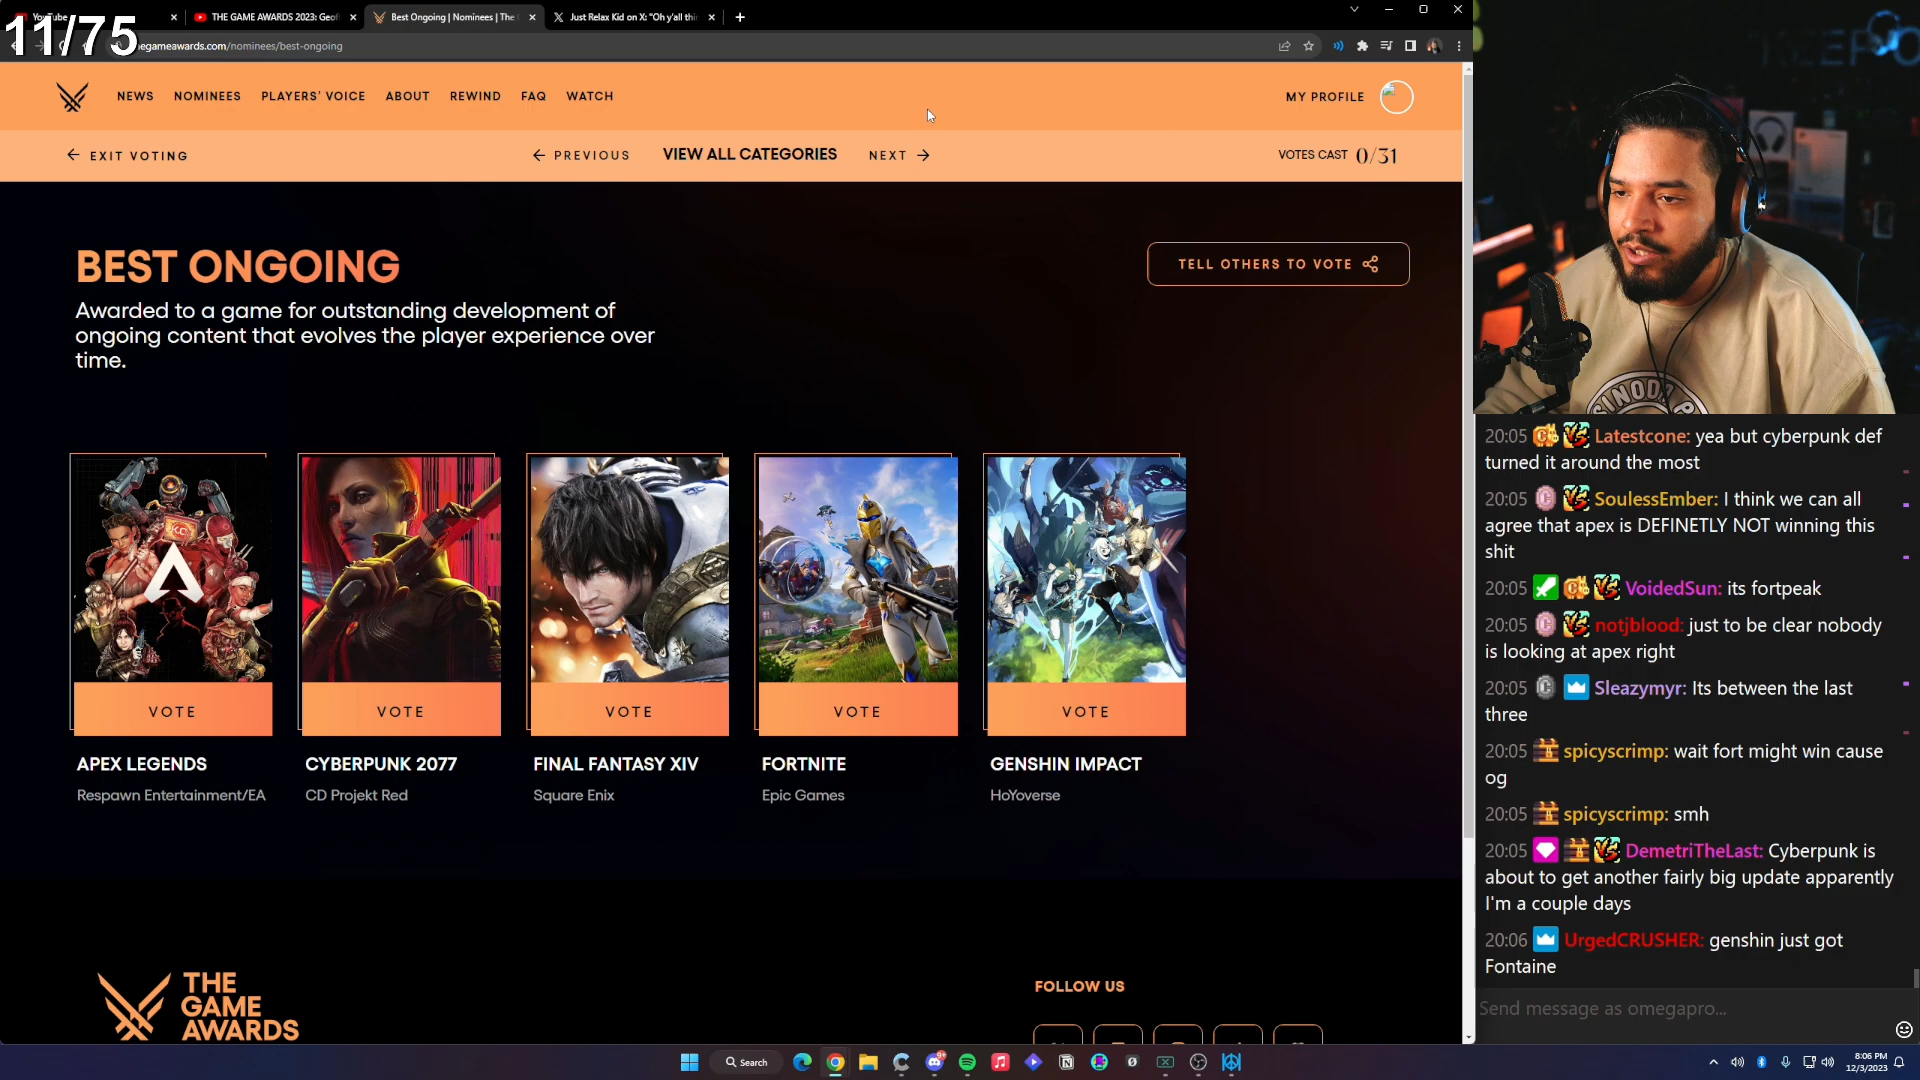 11/75
YouTube
THE GAME AWARDS 2023: Geof
Best Ongoing | Nominees | The
Just Relax Kid on X: "Oh y'all thi
egameawards.com/nominees/best-ongoing
NEWS NOMINEES PLAYERS' VOICE ABOUT REWIND FAQ WATCH
MY PROFILE
EXIT VOTING
PREVIOUS VIEW ALL CATEGORIES NEXT
VOTES CAST 0/31
BEST ONGOING
TELL OTHERS TO VOTE
Awarded to a game for outstanding development of
ongoing content that evolves the player experience over
time.
VOTE VOTE VOTE VOTE VOTE
APEX LEGENDS CYBERPUNK 2077 FINAL FANTASY XIV FORTNITE GENSHIN IMPACT
Respawn Entertainment/EA CD Projekt Red Square Enix Epic Games HoYoverse
THE
GAME
AWARDS
FOLLOW US
20:05 Latestcone: yea but cyberpunk def
turned it around the most
20:05 SoulessEmber: I think we can all
agree that apex is DEFINETLY NOT winning this
shit
20:05 VoidedSun: its fortpeak
20:05 notjblood: just to be clear nobody
is looking at apex right
20:05 Sleazymyr: Its between the last
three
20:05 spicyscrimp: wait fort might win cause
og
20:05 spicyscrimp: smh
20:05 DemetriTheLast: Cyberpunk is
about to get another fairly big update apparently
I'm a couple days
20:06 UrgedCRUSHER: genshin just got
Fontaine
Send message as omegapro...
Search
8:06 PM
12/3/2023